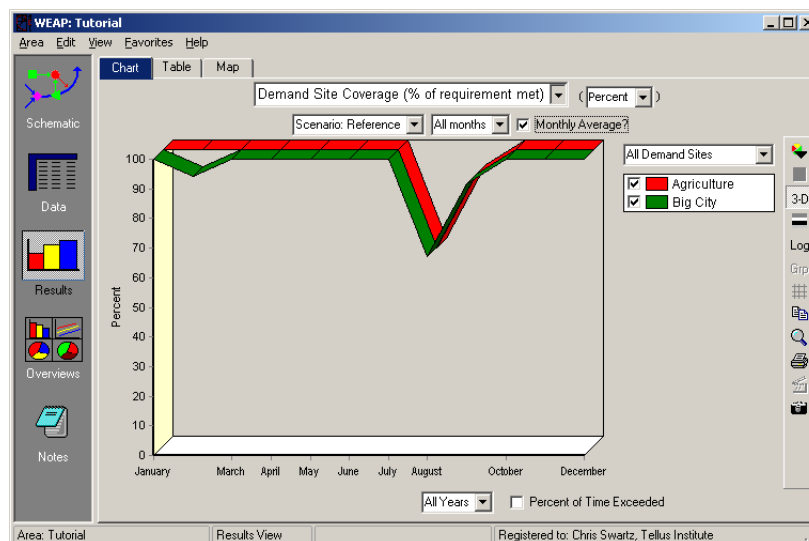 WEAP: Tutorial
Area Edit View Favorites Help
Chart Table Map
Schematic
Data
Results
Overviews
Notes
Demand Site Coverage (% of requirement met) ( Percent )
Scenario: Reference All months Monthly Average?
All Demand Sites
Agriculture
Big City
3-D
Log
Grp
Percent
100
90
80
70
60
50
40
30
20
10
0
January March April May June July August October December
All Years Percent of Time Exceeded
Area: Tutorial Results View Registered to: Chris Swartz, Tellus Institute